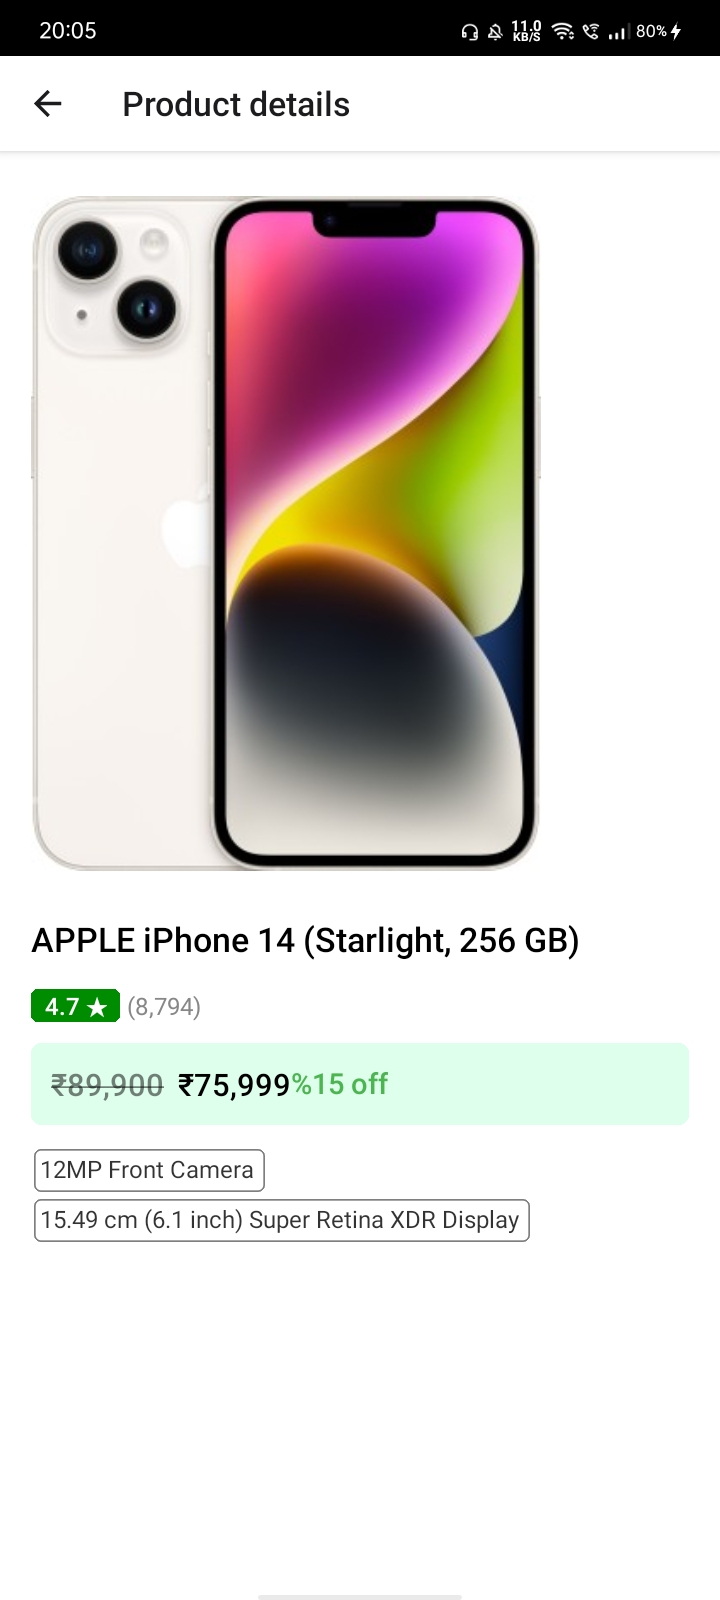 20:05
11.0
KB/S
80%
Product details
APPLE iPhone 14 (Starlight, 256 GB)
4.7 ★ (8,794)
₹89,900 ₹75,999%15 off
12MP Front Camera
15.49 cm (6.1 inch) Super Retina XDR Display